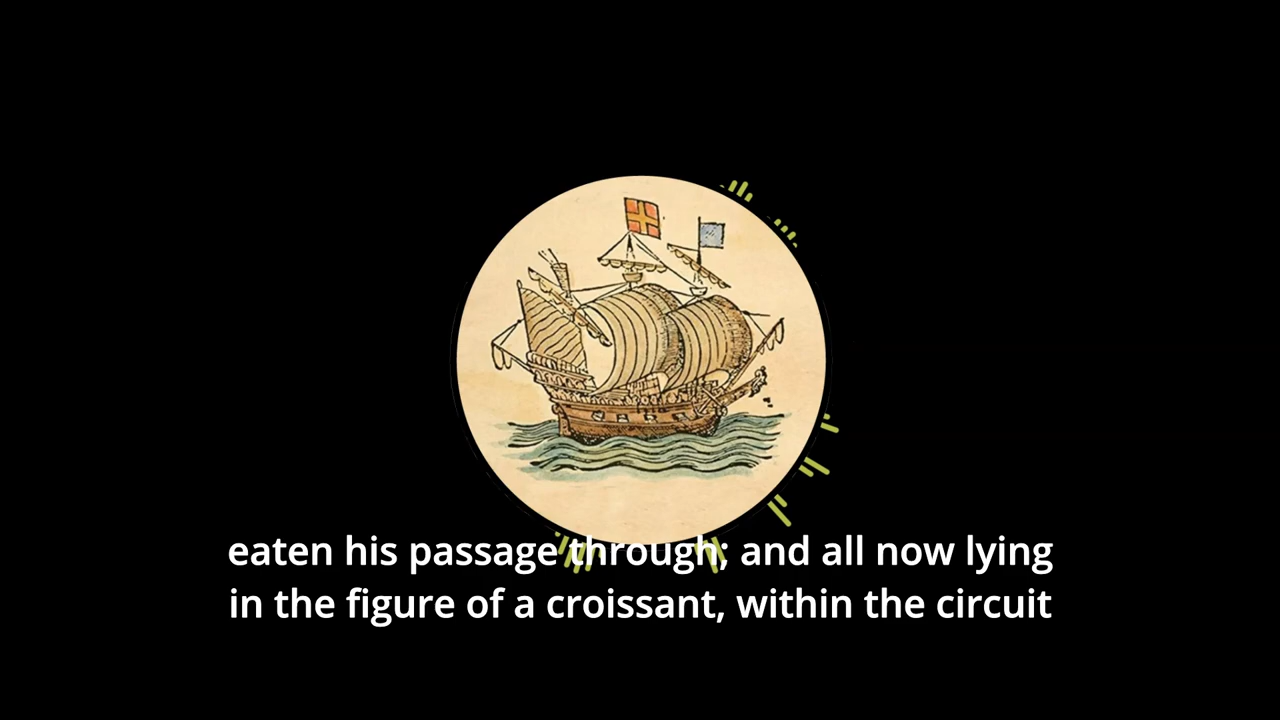 eaten his passage through; and all now lying
in the figure of a croissant, within the circuit